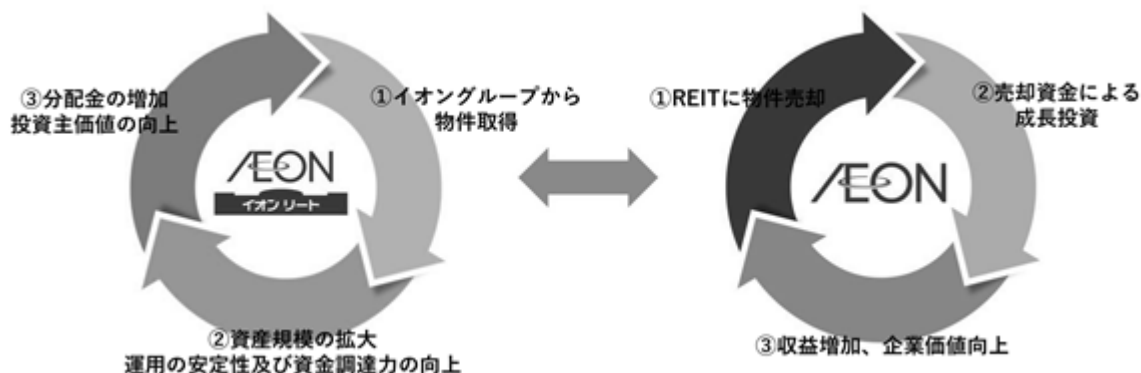 ③分配金の増加
投資主価値の向上
①イオングループから
物件取得
ÆON
イオン リート
②資産規模の拡大
運用の安定性及び資金調達力の向上
①REITに物件売却
②売却資金による
成長投資
ÆON
③収益増加、企業価値向上